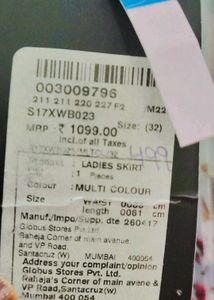 003009796
211 211 220 227 F2 /M22
S17XWB023
Size: (32)
MRP : ₹ 1099.00
incl.of all Taxes
499
: LADIES SKIRT
: 1 Pieces
Colour : MULTI COLOUR
Size : WAIST 0080 cm
LENGTH 0081 cm
Manuf./Impo./Supp. dte 260417
Globus Stores Pvt. Ltd.
Raheja Corner of main avenue
and VP Road,
Santacruz (W) MUMBAI 400054
Address your complaint/opinion
Globus Stores Pvt. Ltd.
Raheja's Corner of main avenue &
VP Road, Santacruz(W)
Mumbai 400 054